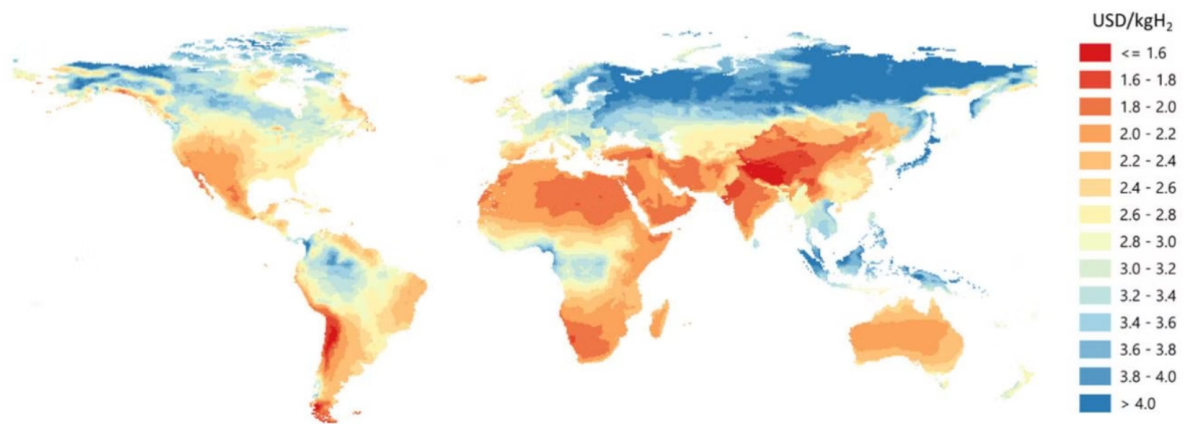 USD/kgH₂
<= 1.6
1.6 - 1.8
1.8 - 2.0
2.0 - 2.2
2.2 - 2.4
2.4 - 2.6
2.6 - 2.8
2.8 - 3.0
3.0 - 3.2
3.2 - 3.4
3.4 - 3.6
3.6 - 3.8
3.8 - 4.0
> 4.0